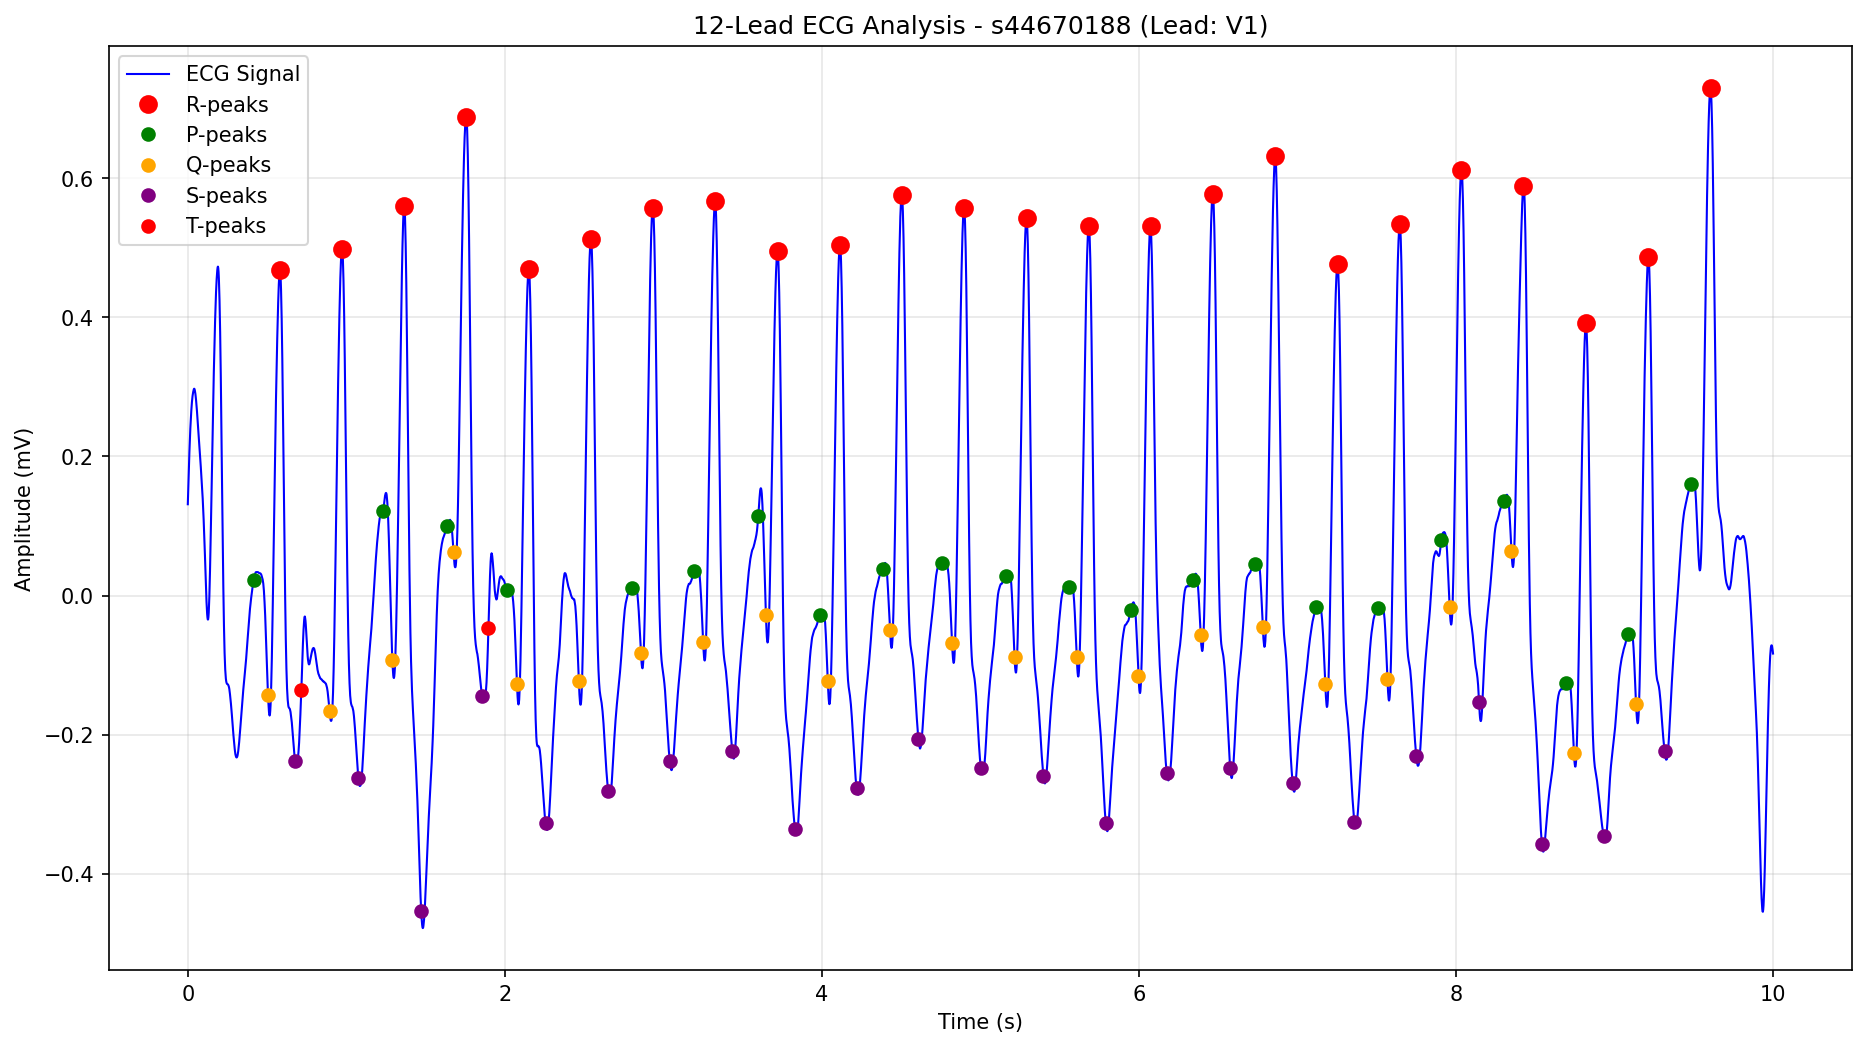 12-Lead ECG Analysis - s44670188 (Lead: V1)
ECG Signal
R-peaks
P-peaks
Q-peaks
S-peaks
T-peaks
Amplitude (mV)
0.6
0.4
0.2
0.0
−0.2
−0.4
0 2 4 6 8 10
Time (s)